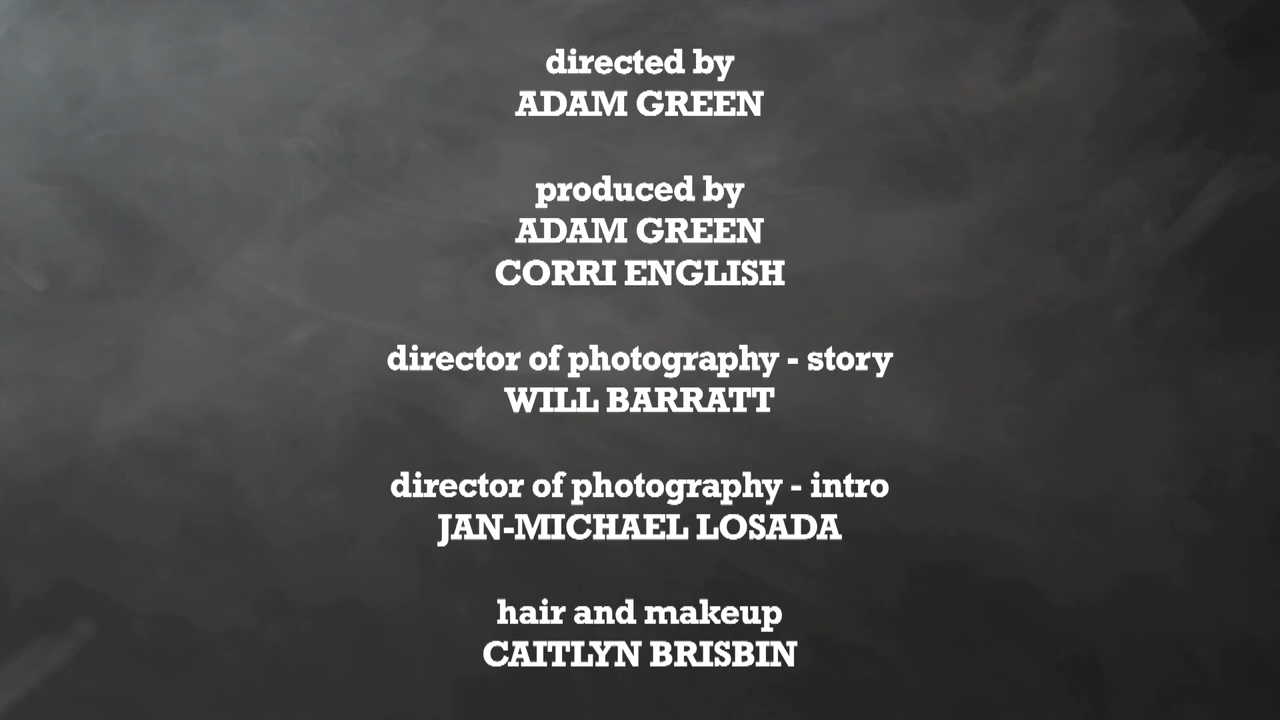 directed by
ADAM GREEN
produced by
ADAM GREEN
CORRI ENGLISH
director of photography - story
WILL BARRATT
director of photography - intro
JAN-MICHAEL LOSADA
hair and makeup
CAITLYN BRISBIN